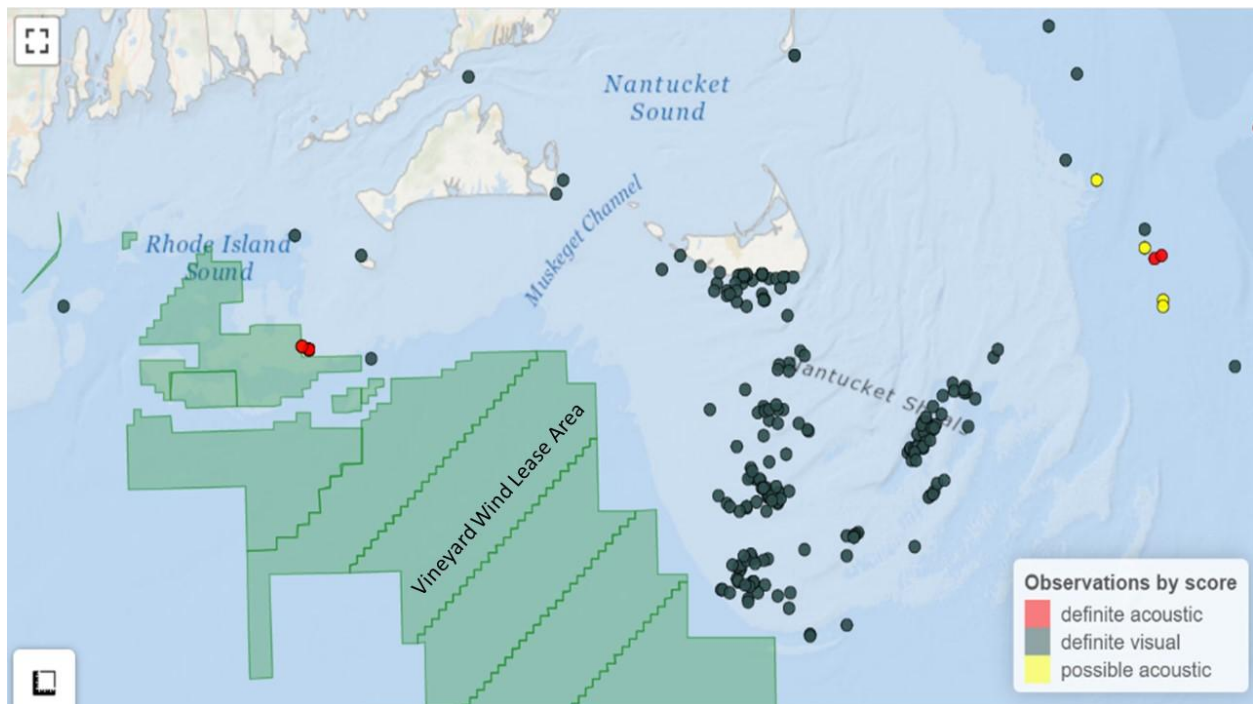 Nantucket
Sound
Muskeget Channel
Rhode Island
Sound
Nantucket Shoals
Vineyard Wind Lease Area
Observations by score
definite acoustic
definite visual
possible acoustic